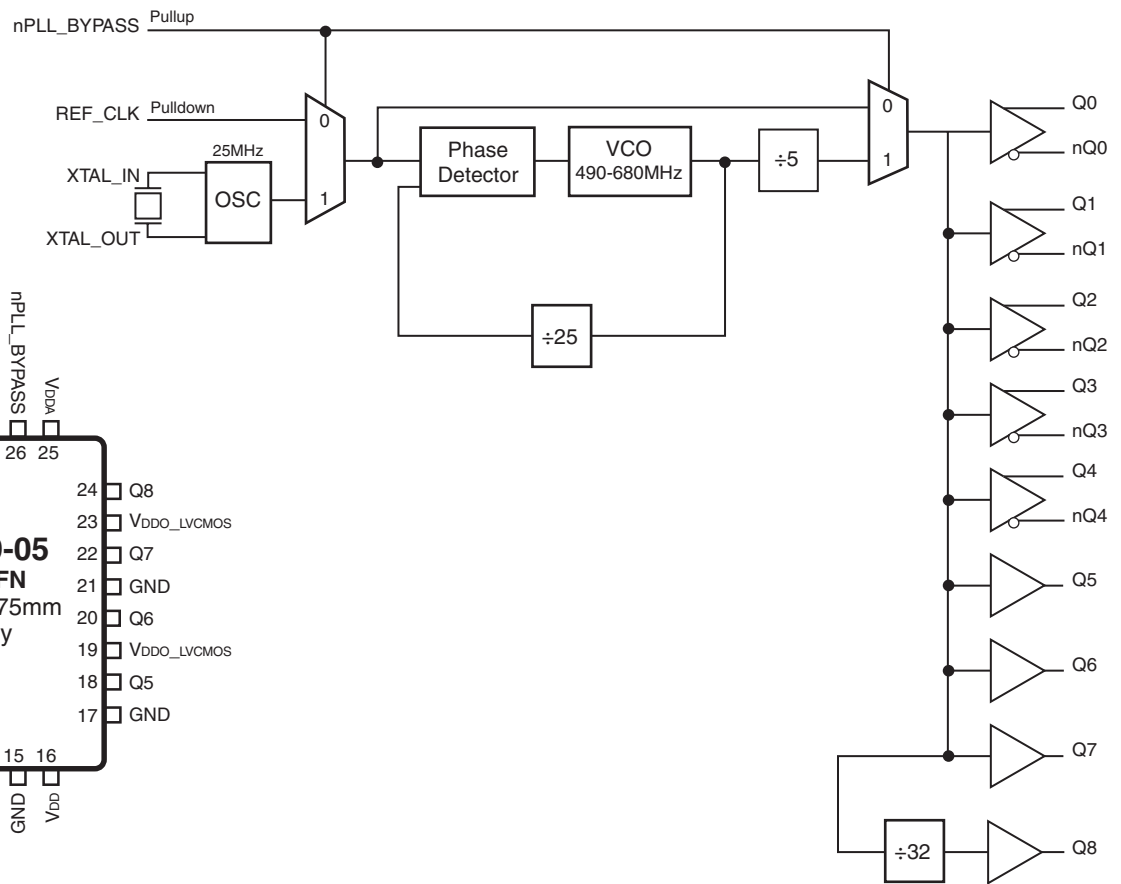 nPLL_BYPASS Pullup
REF_CLK Pulldown
0
1
25MHz
XTAL_IN
OSC
XTAL_OUT
Phase
Detector
VCO
490-680MHz
÷5
÷25
0
1
Q0
nQ0
Q1
nQ1
Q2
nQ2
Q3
nQ3
Q4
nQ4
Q5
Q6
Q7
÷32
Q8
nPLL_BYPASS
VDDA
26 25
24 Q8
23 VDDO_LVCMOS
22 Q7
21 GND
20 Q6
19 VDDO_LVCMOS
18 Q5
17 GND
-05
FN
75mm
y
15 16
GND
VDD